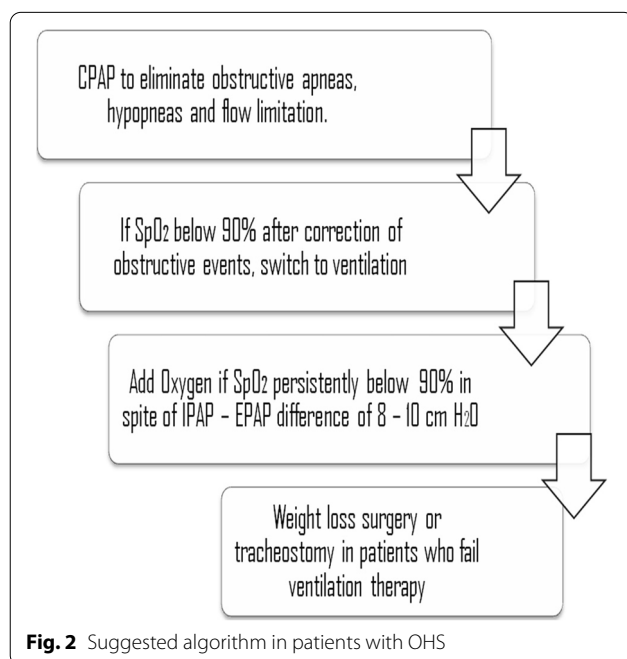 CPAP to eliminate obstructive apneas,
hypopneas and flow limitation.
If SpO₂ below 90% after correction of
obstructive events, switch to ventilation
Add Oxygen if SpO₂ persistently below 90% in
spite of IPAP – EPAP difference of 8 – 10 cm H₂O
Weight loss surgery or
tracheostomy in patients who fail
ventilation therapy
Fig. 2 Suggested algorithm in patients with OHS